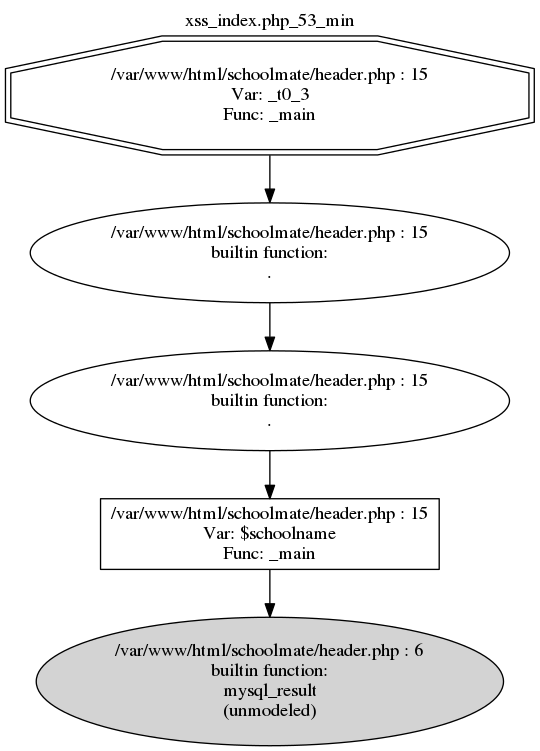 xss_index.php_53_min
/var/www/html/schoolmate/header.php : 15
Var: _t0_3
Func: _main
/var/www/html/schoolmate/header.php : 15
builtin function:
.
/var/www/html/schoolmate/header.php : 15
builtin function:
.
/var/www/html/schoolmate/header.php : 15
Var: $schoolname
Func: _main
/var/www/html/schoolmate/header.php : 6
builtin function:
mysql_result
(unmodeled)